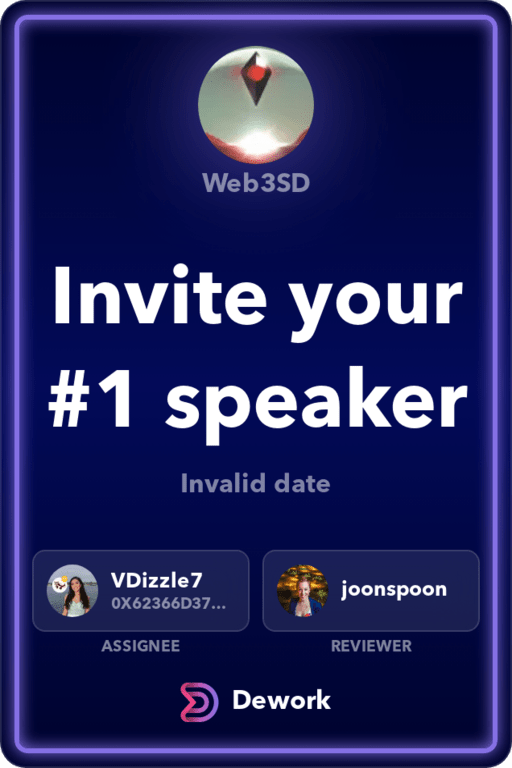 Web3SD
Invite your
#1 speaker
Invalid date
VDizzle7
0X62366D37...
joonspoon
ASSIGNEE
REVIEWER
Dework